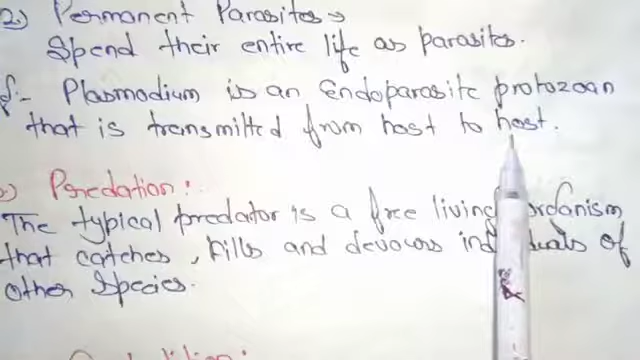 2.) Permanent Parasites→
Spend their entire life as parasites.
Plasmodium is an Endoparasite protozoan
that is transmitted from host to host.
Predation:
The typical predator is a free living organism
that catches, kills and devours of
other species.